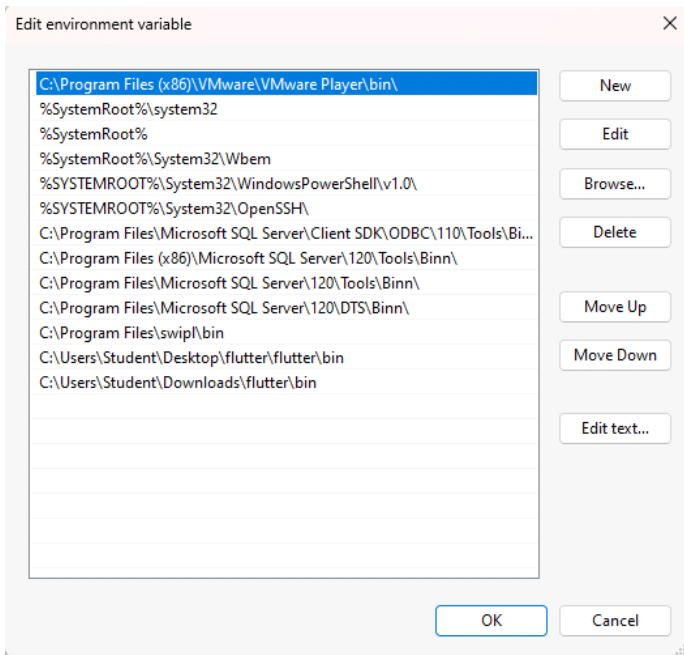 Edit environment variable
C:\Program Files (x86)\VMware\VMware Player\bin\
%SystemRoot%\system32
%SystemRoot%
%SystemRoot%\System32\Wbem
%SYSTEMROOT%\System32\WindowsPowerShell\v1.0\
%SYSTEMROOT%\System32\OpenSSH\
C:\Program Files\Microsoft SQL Server\Client SDK\ODBC\110\Tools\Bi...
C:\Program Files (x86)\Microsoft SQL Server\120\Tools\Binn\
C:\Program Files\Microsoft SQL Server\120\Tools\Binn\
C:\Program Files\Microsoft SQL Server\120\DTS\Binn\
C:\Program Files\swipl\bin
C:\Users\Student\Desktop\flutter\flutter\bin
C:\Users\Student\Downloads\flutter\bin
New
Edit
Browse...
Delete
Move Up
Move Down
Edit text...
OK
Cancel